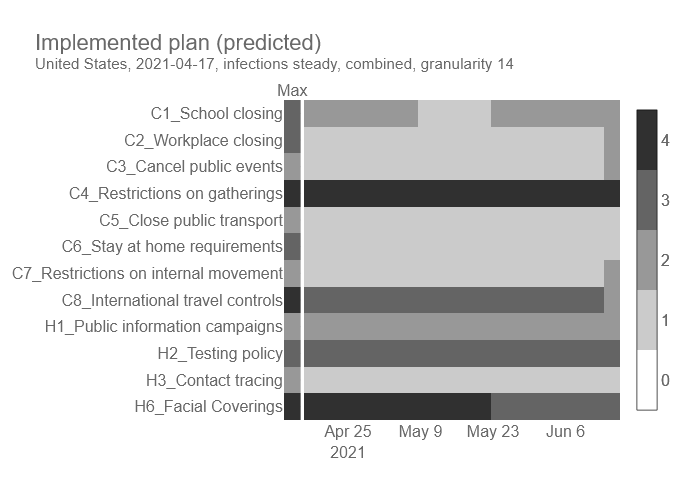 Implemented plan (predicted)
United States, 2021-04-17, infections steady, combined, granularity 14
Max
C1_School closing
C2_Workplace closing
C3_Cancel public events
C4_Restrictions on gatherings
C5_Close public transport
C6_Stay at home requirements
C7_Restrictions on internal movement
C8_International travel controls
H1_Public information campaigns
H2_Testing policy
H3_Contact tracing
H6_Facial Coverings
4
3
2
1
0
Apr 25 May 9 May 23 Jun 6
2021